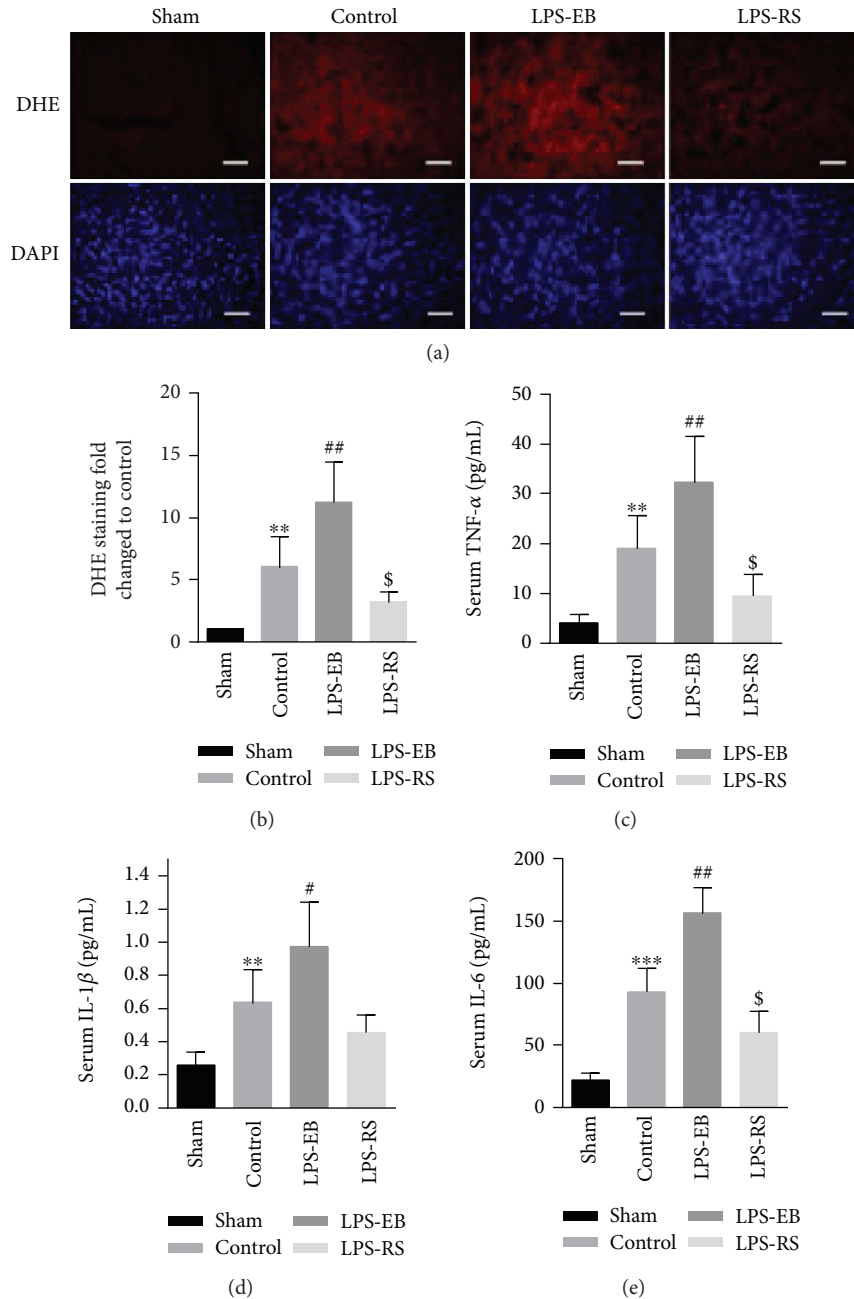 Sham Control LPS-EB LPS-RS
DHE
DAPI
(a)
DHE staining fold
changed to control
20
15
10
5
0
**
##
$
Sham
Control
LPS-EB
LPS-RS
Sham LPS-EB
Control LPS-RS
(b)
Serum TNF-α (pg/mL)
50
40
30
20
10
0
**
##
$
Sham
Control
LPS-EB
LPS-RS
Sham LPS-EB
Control LPS-RS
(c)
Serum IL-1β (pg/mL)
1.4
1.2
1.0
0.8
0.6
0.4
0.2
0.0
**
#
Sham
Control
LPS-EB
LPS-RS
Sham LPS-EB
Control LPS-RS
(d)
Serum IL-6 (pg/mL)
200
150
100
50
0
***
##
$
Sham
Control
LPS-EB
LPS-RS
Sham LPS-EB
Control LPS-RS
(e)